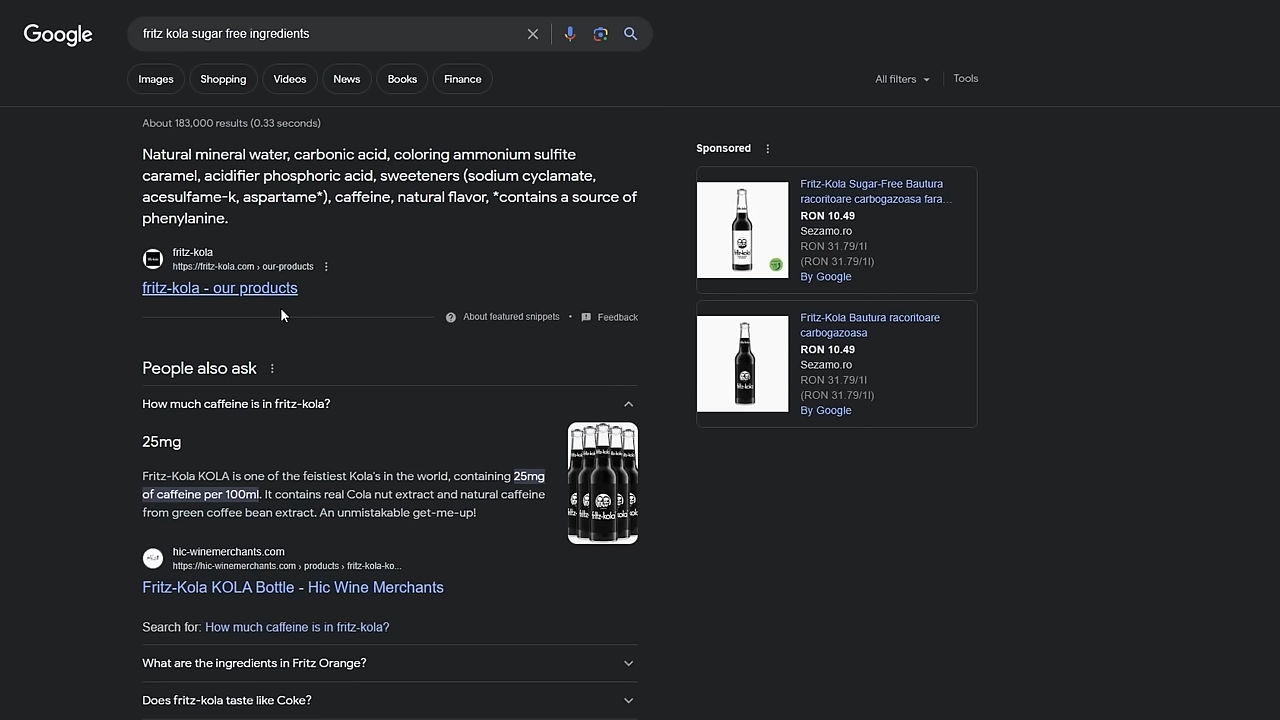 Google
fritz kola sugar free ingredients
Images
Shopping
Videos
News
Books
Finance
All filters
Tools
About 183,000 results (0.33 seconds)
Natural mineral water, carbonic acid, coloring ammonium sulfite
caramel, acidifier phosphoric acid, sweeteners (sodium cyclamate,
acesulfame-k, aspartame*), caffeine, natural flavor, *contains a source of
phenylanine.
fritz-kola
https://fritz-kola.com › our-products
fritz-kola - our products
About featured snippets • Feedback
People also ask
How much caffeine is in fritz-kola?
25mg
Fritz-Kola KOLA is one of the feistiest Kola's in the world, containing 25mg
of caffeine per 100ml. It contains real Cola nut extract and natural caffeine
from green coffee bean extract. An unmistakable get-me-up!
hic-winemerchants.com
https://hic-winemerchants.com › products › fritz-kola-ko...
Fritz-Kola KOLA Bottle - Hic Wine Merchants
Search for: How much caffeine is in fritz-kola?
What are the ingredients in Fritz Orange?
Does fritz-kola taste like Coke?
Sponsored
Fritz-Kola Sugar-Free Bautura
racoritoare carbogazoasa fara...
RON 10.49
Sezamo.ro
RON 31.79/1l
(RON 31.79/1l)
By Google
Fritz-Kola Bautura racoritoare
carbogazoasa
RON 10.49
Sezamo.ro
RON 31.79/1l
(RON 31.79/1l)
By Google
fritz-kola
fritz-kola
fritz-kola